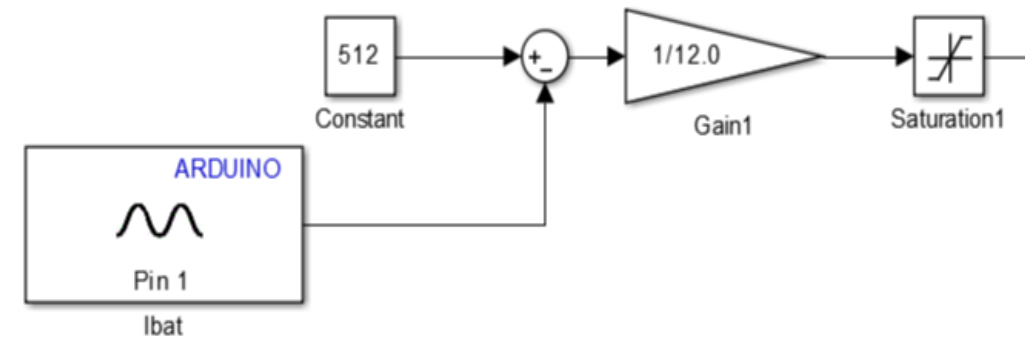 512
Constant
1/12.0
Gain1
Saturation1
ARDUINO
Pin 1
Ibat